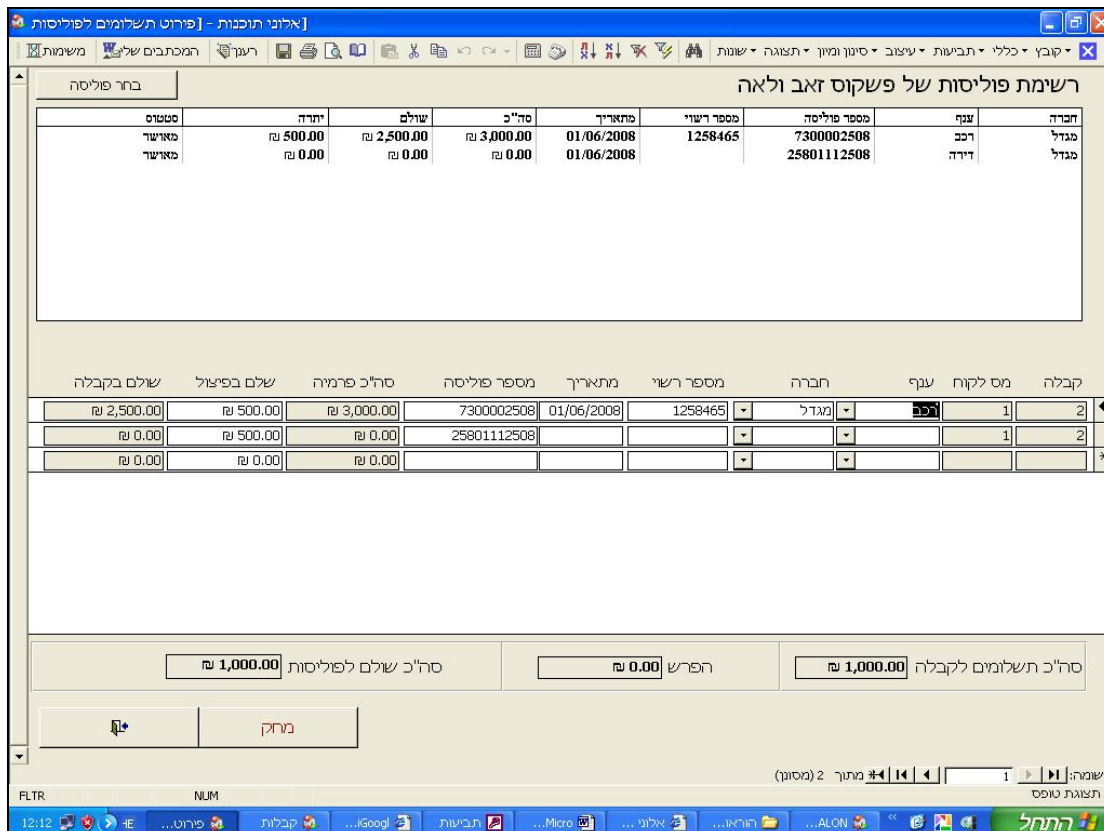 [אלוני תוכנות - [פירוט תשלומים לפוליסות
קובץ כללי תביעות עיצוב סינון ומיון תצוגה שונות רענן המכתבים שלי משימות
רשימת פוליסות של פשקוס זאב ולאה בחר פוליסה
חברה ענף מספר פוליסה מספר רשוי מתאריך סה"כ שולם יתרה סטטוס
מגדל רכב 7300002508 1258465 01/06/2008 3,000.00 ₪ 2,500.00 ₪ 500.00 ₪ מאושר
מגדל דירה 25801112508 01/06/2008 0.00 ₪ 0.00 ₪ 0.00 ₪ מאושר
קבלה מס לקוח ענף חברה מספר רשוי מתאריך מספר פוליסה סה"כ פרמיה שלם בפיצול שולם בקבלה
2 1 רכב מגדל 1258465 01/06/2008 7300002508 3,000.00 ₪ 500.00 ₪ 2,500.00 ₪
2 1 25801112508 0.00 ₪ 500.00 ₪ 0.00 ₪
0.00 ₪ 0.00 ₪ 0.00 ₪
סה"כ תשלומים לקבלה 1,000.00 ₪ הפרש 0.00 ₪ סה"כ שולם לפוליסות 1,000.00 ₪
מחק
שומה: 1 מתוך 2 (מסונן)
תצוגת טופס NUM FLTR
התחל ALON... הוראו... אלוני ... Micro... תביעות iGoogl... קבלות פירוט... HE 12:12